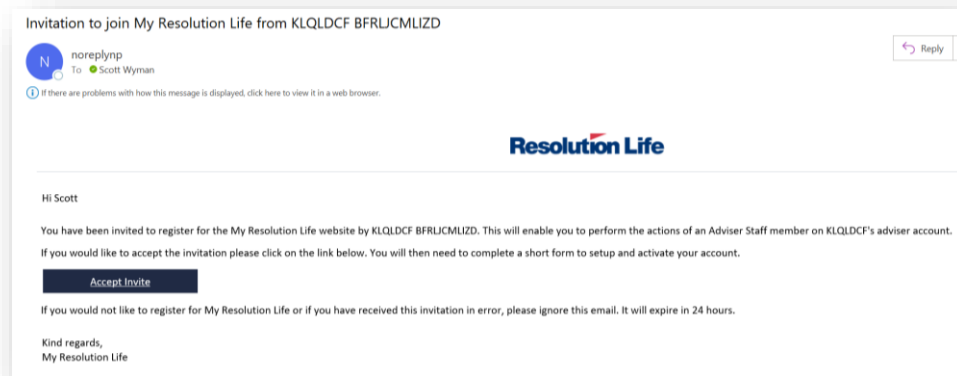 Invitation to join My Resolution Life from KLQLDCF BFRLJCMLIZD
N
noreplynp
To Scott Wyman
Reply
If there are problems with how this message is displayed, click here to view it in a web browser.
Resolution Life
Hi Scott
You have been invited to register for the My Resolution Life website by KLQLDCF BFRLJCMLIZD. This will enable you to perform the actions of an Adviser Staff member on KLQLDCF's adviser account.
If you would like to accept the invitation please click on the link below. You will then need to complete a short form to setup and activate your account.
Accept Invite
If you would not like to register for My Resolution Life or if you have received this invitation in error, please ignore this email. It will expire in 24 hours.
Kind regards,
My Resolution Life